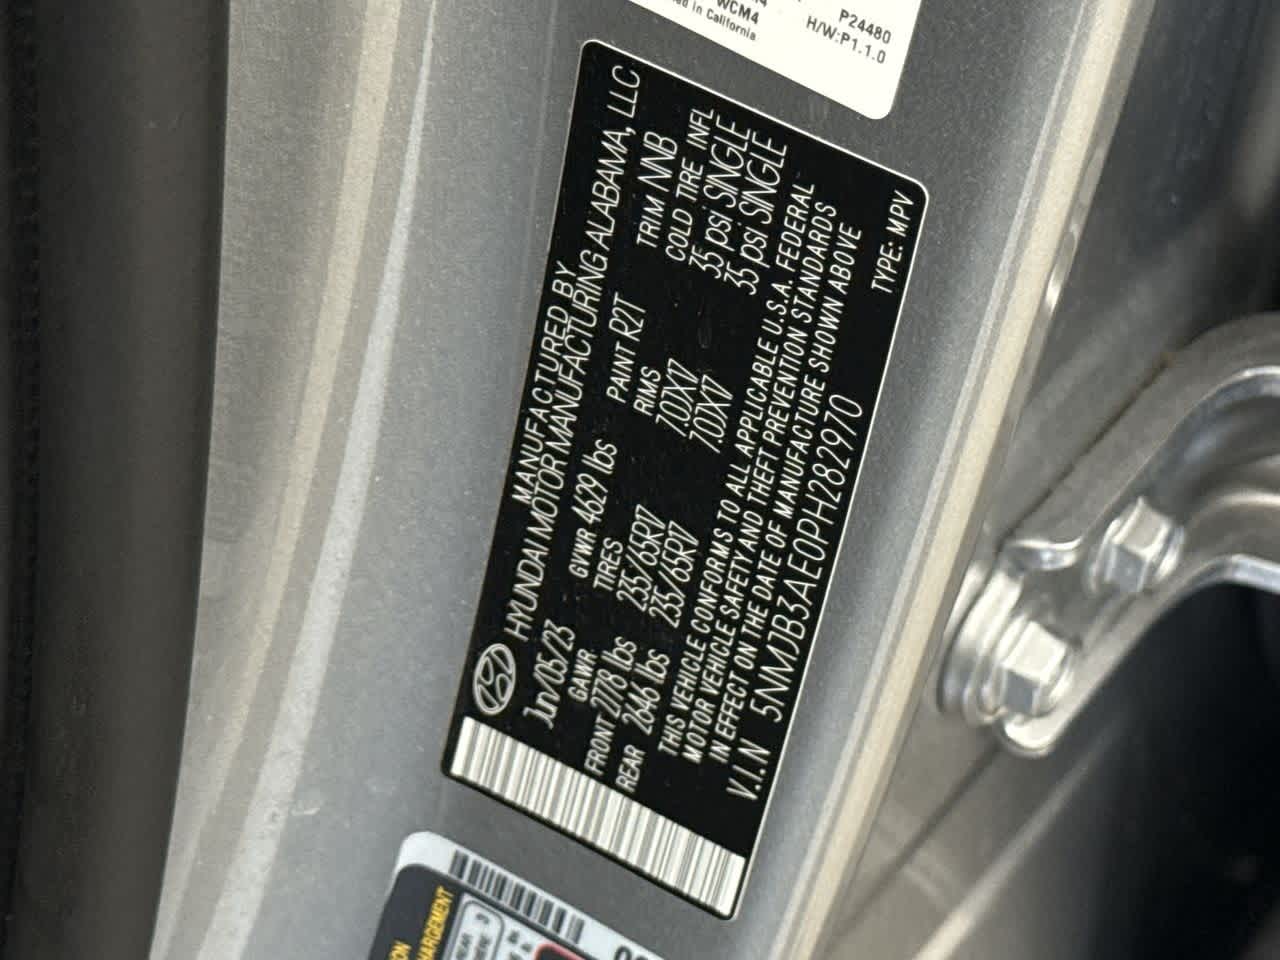 WCM4
in California
P24480
H/W:P1.1.0
MANUFACTURED BY
HYUNDAI MOTOR MANUFACTURING ALABAMA, LLC
Jun/05/23 GVWR 4629 lbs PAINT R2T TRIM NNB
GAWR TIRES RIMS COLD TIRE INFL
FRONT 2778 lbs 235/65R17 7.0JX17 35 psi SINGLE
REAR 2646 lbs 235/65R17 7.0JX17 35 psi SINGLE
THIS VEHICLE CONFORMS TO ALL APPLICABLE U.S.A. FEDERAL
MOTOR VEHICLE SAFETY AND THEFT PREVENTION STANDARDS
IN EFFECT ON THE DATE OF MANUFACTURE SHOWN ABOVE
V.I.N 5NMJB3AE0PH282970 TYPE: MPV